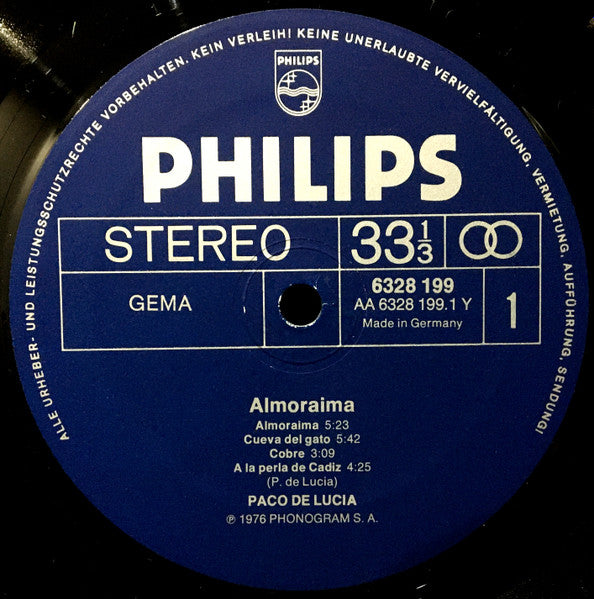 ALLE URHEBER- UND LEISTUNGSSCHUTZRECHTE VORBEHALTEN. KEIN VERLEIH! KEINE UNERLAUBTE VERVIELFÄLTIGUNG, VERMIETUNG, AUFFÜHRUNG, SENDUNG!
PHILIPS
PHILIPS
STEREO
33 1/3
GEMA
6328 199
AA 6328 199.1 Y
Made in Germany
1
Almoraima
Almoraima 5:23
Cueva del gato 5:42
Cobre 3:09
A la perla de Cadiz 4:25
(P. de Lucia)
PACO DE LUCIA
℗ 1976 PHONOGRAM S. A.